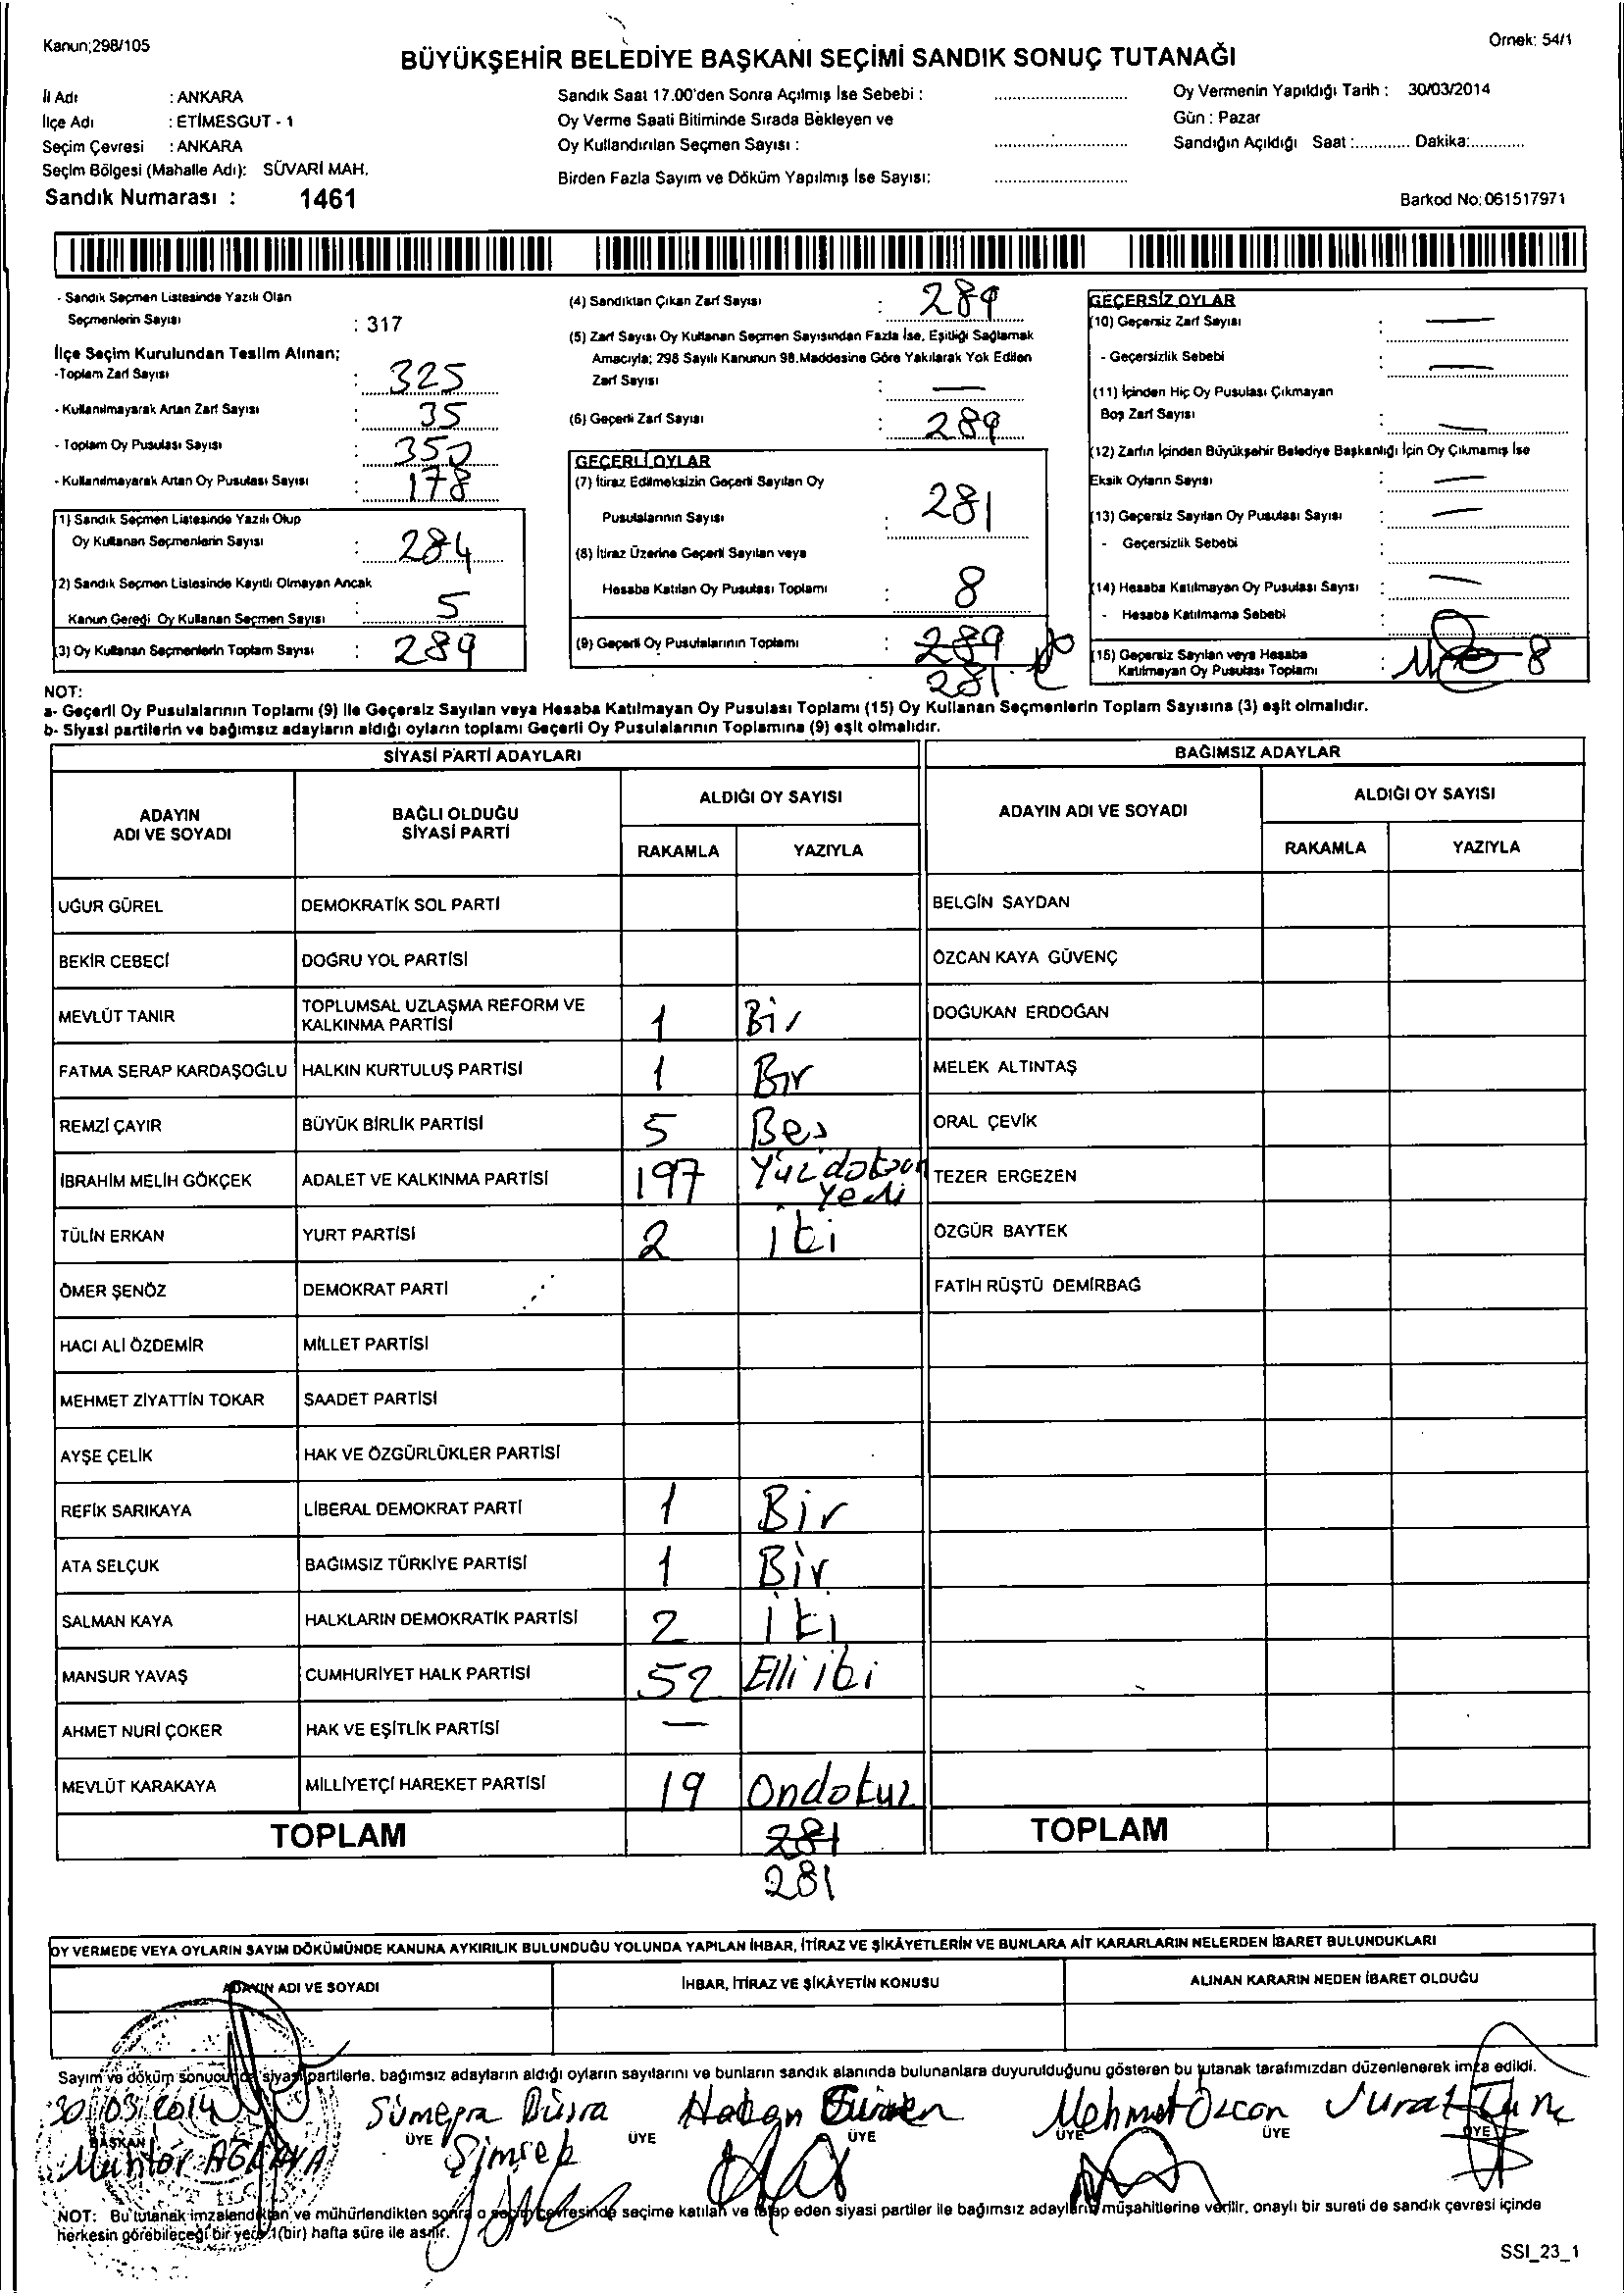 Kanun;298/105
Örnek: 54/1
BÜYÜKŞEHİR BELEDİYE BAŞKANI SEÇİMİ SANDIK SONUÇ TUTANAĞI
İl Adı : ANKARA
İlçe Adı : ETİMESGUT - 1
Seçim Çevresi : ANKARA
Seçim Bölgesi (Mahalle Adı): SÜVARİ MAH.
Sandık Numarası : 1461
Sandık Saat 17.00'den Sonra Açılmış İse Sebebi :
Oy Verme Saati Bitiminde Sırada Bekleyen ve
Oy Kullandırılan Seçmen Sayısı :
Birden Fazla Sayım ve Döküm Yapılmış İse Sayısı:
Oy Vermenin Yapıldığı Tarih : 30/03/2014
Gün : Pazar
Sandığın Açıldığı Saat :............ Dakika:............
Barkod No: 061517971
- Sandık Seçmen Listesinde Yazılı Olan
Seçmenlerin Sayısı : 317
İlçe Seçim Kurulundan Teslim Alınan;
-Toplam Zarf Sayısı : 325
- Kullanılmayarak Artan Zarf Sayısı : 35
- Toplam Oy Pusulası Sayısı : 350
- Kullanılmayarak Artan Oy Pusulası Sayısı : 178
(1) Sandık Seçmen Listesinde Yazılı Olup
Oy Kullanan Seçmenlerin Sayısı : 284
(2) Sandık Seçmen Listesinde Kayıtlı Olmayan Ancak
Kanun Gereği Oy Kullanan Seçmen Sayısı : 5
(3) Oy Kullanan Seçmenlerin Toplam Sayısı : 289
(4) Sandıktan Çıkan Zarf Sayısı : 289
(5) Zarf Sayısı Oy Kullanan Seçmen Sayısından Fazla İse, Eşitliği Sağlamak
Amacıyla; 298 Sayılı Kanunun 98.Maddesine Göre Yakılarak Yok Edilen
Zarf Sayısı : —
(6) Geçerli Zarf Sayısı : 289
GEÇERLİ OYLAR
(7) İtiraz Edilmeksizin Geçerli Sayılan Oy
Pusulalarının Sayısı : 281
(8) İtiraz Üzerine Geçerli Sayılan veya
Hesaba Katılan Oy Pusulası Toplamı : 8
(9) Geçerli Oy Pusulalarının Toplamı : 289
281
GEÇERSİZ OYLAR
(10) Geçersiz Zarf Sayısı : —
- Geçersizlik Sebebi : —
(11) İçinden Hiç Oy Pusulası Çıkmayan
Boş Zarf Sayısı : —
(12) Zarfın İçinden Büyükşehir Belediye Başkanlığı İçin Oy Çıkmamış İse
Eksik Oyların Sayısı : —
(13) Geçersiz Sayılan Oy Pusulası Sayısı : —
- Geçersizlik Sebebi :
(14) Hesaba Katılmayan Oy Pusulası Sayısı : —
- Hesaba Katılmama Sebebi :
(15) Geçersiz Sayılan veya Hesaba
Katılmayan Oy Pusulası Toplamı : 8
NOT:
a- Geçerli Oy Pusulalarının Toplamı (9) ile Geçersiz Sayılan veya Hesaba Katılmayan Oy Pusulası Toplamı (15) Oy Kullanan Seçmenlerin Toplam Sayısına (3) eşit olmalıdır.
b- Siyasi partilerin ve bağımsız adayların aldığı oyların toplamı Geçerli Oy Pusulalarının Toplamına (9) eşit olmalıdır.
SİYASİ PARTİ ADAYLARI
ADAYIN ADI VE SOYADI
BAĞLI OLDUĞU SİYASİ PARTİ
ALDIĞI OY SAYISI
RAKAMLA YAZIYLA
UĞUR GÜREL DEMOKRATİK SOL PARTİ
BEKİR CEBECİ DOĞRU YOL PARTİSİ
MEVLÜT TANIR TOPLUMSAL UZLAŞMA REFORM VE KALKINMA PARTİSİ 1 Bir
FATMA SERAP KARDAŞOĞLU HALKIN KURTULUŞ PARTİSİ 1 Bir
REMZİ ÇAYIR BÜYÜK BİRLİK PARTİSİ 5 Beş
İBRAHİM MELİH GÖKÇEK ADALET VE KALKINMA PARTİSİ 197 Yüzdoksan yedi
TÜLİN ERKAN YURT PARTİSİ 2 iki
ÖMER ŞENÖZ DEMOKRAT PARTİ
HACI ALİ ÖZDEMİR MİLLET PARTİSİ
MEHMET ZİYATTİN TOKAR SAADET PARTİSİ
AYŞE ÇELİK HAK VE ÖZGÜRLÜKLER PARTİSİ
REFİK SARIKAYA LİBERAL DEMOKRAT PARTİ 1 Bir
ATA SELÇUK BAĞIMSIZ TÜRKİYE PARTİSİ 1 Bir
SALMAN KAYA HALKLARIN DEMOKRATİK PARTİSİ 2 iki
MANSUR YAVAŞ CUMHURİYET HALK PARTİSİ 52 Elli iki
AHMET NURİ ÇOKER HAK VE EŞİTLİK PARTİSİ —
MEVLÜT KARAKAYA MİLLİYETÇİ HAREKET PARTİSİ 19 Ondokuz
TOPLAM 281
281
BAĞIMSIZ ADAYLAR
ADAYIN ADI VE SOYADI
ALDIĞI OY SAYISI
RAKAMLA YAZIYLA
BELGİN SAYDAN
ÖZCAN KAYA GÜVENÇ
DOĞUKAN ERDOĞAN
MELEK ALTINTAŞ
ORAL ÇEVİK
TEZER ERGEZEN
ÖZGÜR BAYTEK
FATİH RÜŞTÜ DEMİRBAĞ
TOPLAM
OY VERMEDE VEYA OYLARIN SAYIM DÖKÜMÜNDE KANUNA AYKIRILIK BULUNDUĞU YOLUNDA YAPILAN İHBAR, İTİRAZ VE ŞİKÂYETLERİN VE BUNLARA AİT KARARLARIN NELERDEN İBARET BULUNDUKLARI
ADAYIN ADI VE SOYADI
İHBAR, İTİRAZ VE ŞİKÂYETİN KONUSU
ALINAN KARARIN NEDEN İBARET OLDUĞU
Sayım ve döküm sonucunda siyasi partilerle, bağımsız adayların aldığı oyların sayılarını ve bunların sandık alanında bulunanlara duyurulduğunu gösteren bu tutanak tarafımızdan düzenlenerek imza edildi.
30/03/2014 Sümeyra Büşra Hakan Mehmet Özcan Murat Tunç
BAŞKAN ÜYE ÜYE ÜYE ÜYE ÜYE ÜYE
Şimşek
NOT: Bu tutanak imzalandıktan ve mühürlendikten sonra o seçim çevresinde seçime katılan ve talep eden siyasi partiler ile bağımsız adayların müşahitlerine verilir, onaylı bir sureti de sandık çevresi içinde
herkesin görebileceği bir yere 1(bir) hafta süre ile asılır.
SSI_23_1